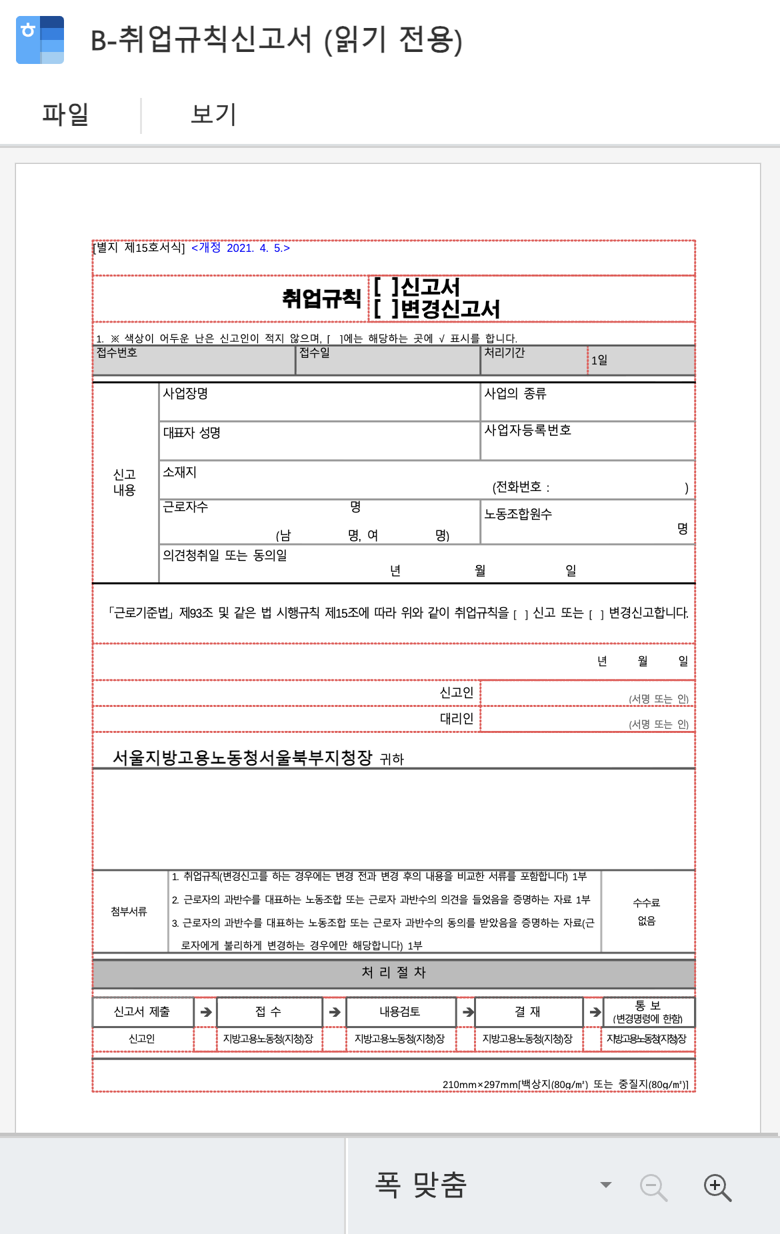 B-취업규칙신고서 (읽기 전용)
파일 보기
[별지 제15호서식] <개정 2021. 4. 5.>
취업규칙
[ ]신고서
[ ]변경신고서
1. ※ 색상이 어두운 난은 신고인이 적지 않으며, [ ]에는 해당하는 곳에 √ 표시를 합니다.
접수번호 접수일 처리기간 1일
신고
내용
사업장명 사업의 종류
대표자 성명 사업자등록번호
소재지
(전화번호 : )
근로자수 명
(남 명, 여 명)
노동조합원수
명
의견청취일 또는 동의일
년 월 일
「근로기준법」제93조 및 같은 법 시행규칙 제15조에 따라 위와 같이 취업규칙을 [ ] 신고 또는 [ ] 변경신고합니다.
년 월 일
신고인 (서명 또는 인)
대리인 (서명 또는 인)
서울지방고용노동청서울북부지청장 귀하
첨부서류
1. 취업규칙(변경신고를 하는 경우에는 변경 전과 변경 후의 내용을 비교한 서류를 포함합니다) 1부
2. 근로자의 과반수를 대표하는 노동조합 또는 근로자 과반수의 의견을 들었음을 증명하는 자료 1부
3. 근로자의 과반수를 대표하는 노동조합 또는 근로자 과반수의 동의를 받았음을 증명하는 자료(근
로자에게 불리하게 변경하는 경우에만 해당합니다) 1부
수수료
없음
처 리 절 차
신고서 제출 ➔ 접 수 ➔ 내용검토 ➔ 결 재 ➔ 통 보
(변경명령에 한함)
신고인 지방고용노동청(지청)장 지방고용노동청(지청)장 지방고용노동청(지청)장 지방고용노동청(지청)장
210mm×297mm[백상지(80g/㎡) 또는 중질지(80g/㎡)]
폭 맞춤